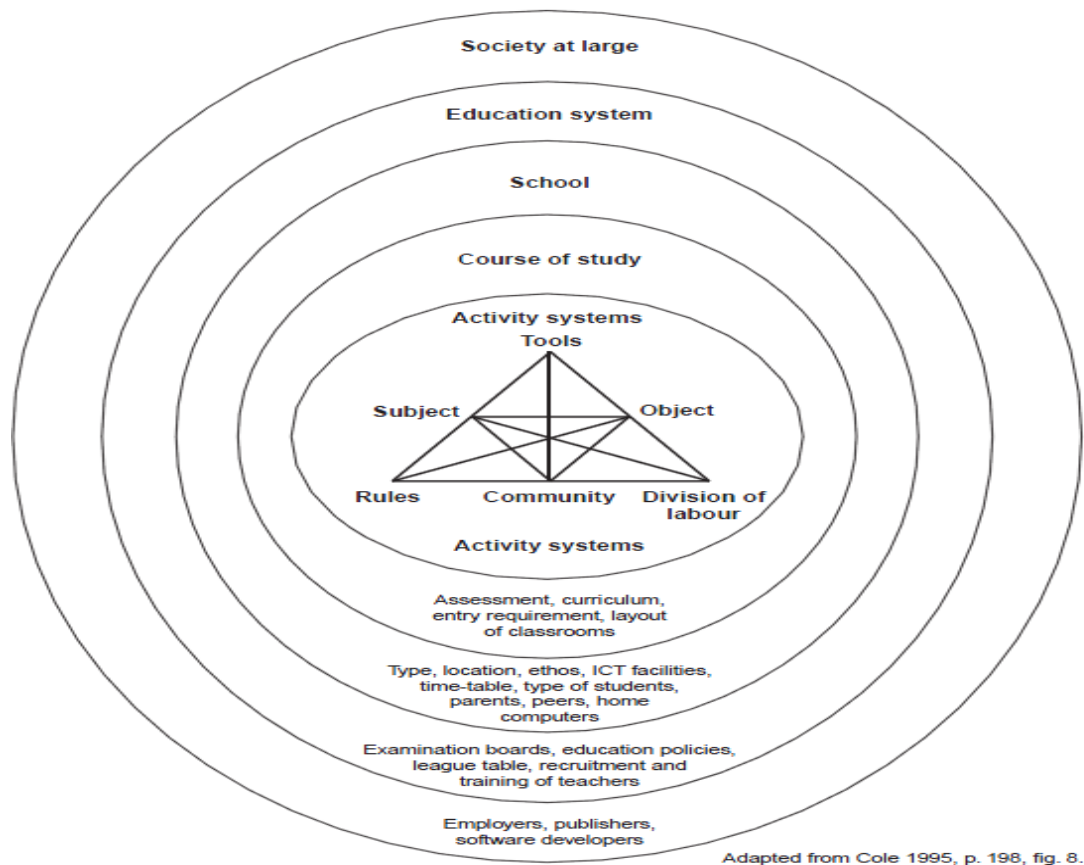 Society at large
Education system
School
Course of study
Activity systems
Tools
Subject
Object
Rules
Community
Division of
labour
Activity systems
Assessment, curriculum,
entry requirement, layout
of classrooms
Type, location, ethos, ICT facilities,
time-table, type of students,
parents, peers, home
computers
Examination boards, education policies,
league table, recruitment and
training of teachers
Employers, publishers,
software developers
Adapted from Cole 1995, p. 198, fig. 8.